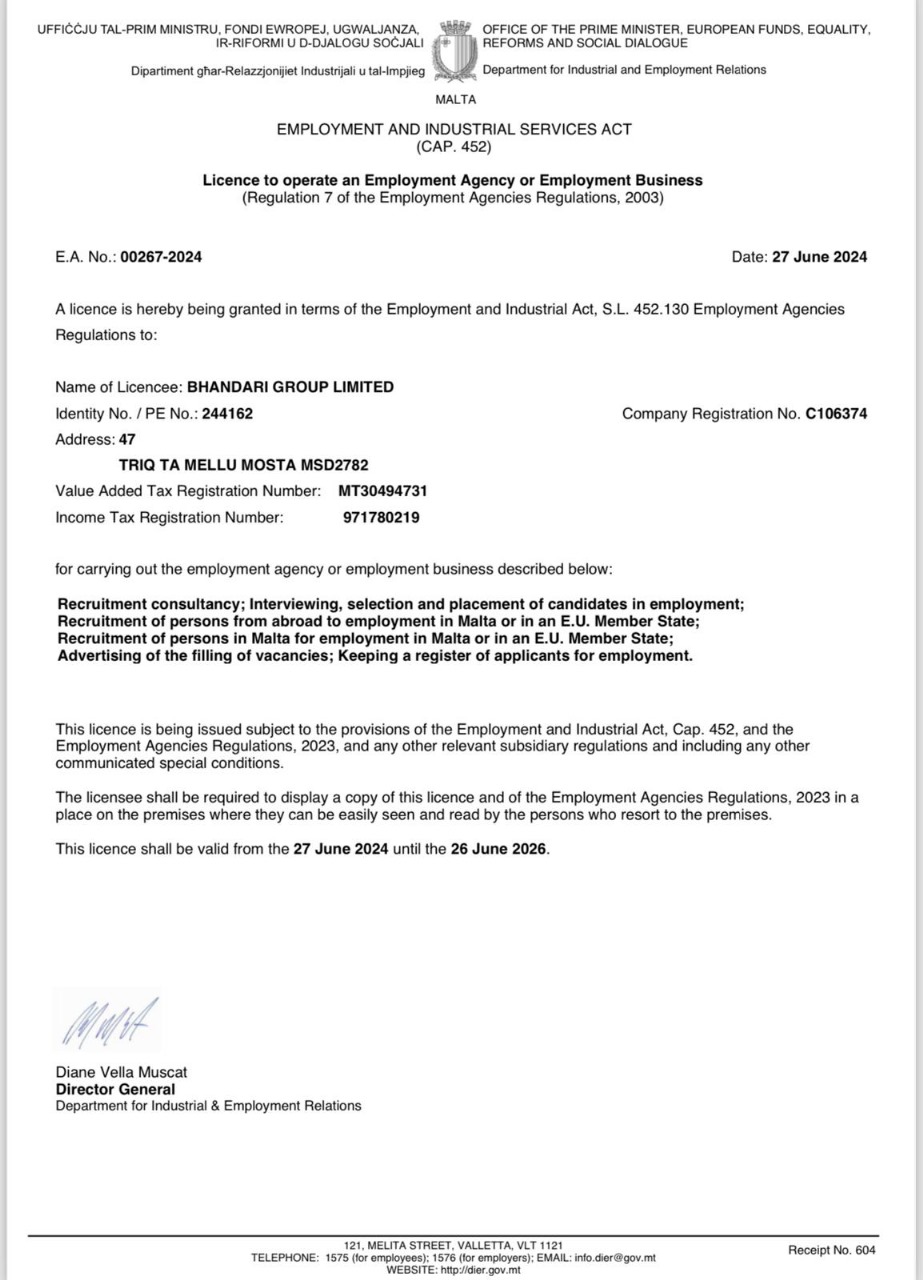 UFFIĊĊJU TAL-PRIM MINISTRU, FONDI EWROPEJ, UGWALJANZA,
IR-RIFORMI U D-DJALOGU SOĊJALI
Dipartiment għar-Relazzjonijiet Industrijali u tal-Impjieg
OFFICE OF THE PRIME MINISTER, EUROPEAN FUNDS, EQUALITY,
REFORMS AND SOCIAL DIALOGUE
Department for Industrial and Employment Relations
MALTA
EMPLOYMENT AND INDUSTRIAL SERVICES ACT
(CAP. 452)
Licence to operate an Employment Agency or Employment Business
(Regulation 7 of the Employment Agencies Regulations, 2003)
E.A. No.: 00267-2024 Date: 27 June 2024
A licence is hereby being granted in terms of the Employment and Industrial Act, S.L. 452.130 Employment Agencies
Regulations to:
Name of Licencee: BHANDARI GROUP LIMITED
Identity No. / PE No.: 244162 Company Registration No. C106374
Address: 47
TRIQ TA MELLU MOSTA MSD2782
Value Added Tax Registration Number: MT30494731
Income Tax Registration Number: 971780219
for carrying out the employment agency or employment business described below:
Recruitment consultancy; Interviewing, selection and placement of candidates in employment;
Recruitment of persons from abroad to employment in Malta or in an E.U. Member State;
Recruitment of persons in Malta for employment in Malta or in an E.U. Member State;
Advertising of the filling of vacancies; Keeping a register of applicants for employment.
This licence is being issued subject to the provisions of the Employment and Industrial Act, Cap. 452, and the
Employment Agencies Regulations, 2023, and any other relevant subsidiary regulations and including any other
communicated special conditions.
The licensee shall be required to display a copy of this licence and of the Employment Agencies Regulations, 2023 in a
place on the premises where they can be easily seen and read by the persons who resort to the premises.
This licence shall be valid from the 27 June 2024 until the 26 June 2026.
Diane Vella Muscat
Director General
Department for Industrial & Employment Relations
121, MELITA STREET, VALLETTA, VLT 1121
TELEPHONE: 1575 (for employees); 1576 (for employers); EMAIL: info.dier@gov.mt
WEBSITE: http://dier.gov.mt
Receipt No. 604